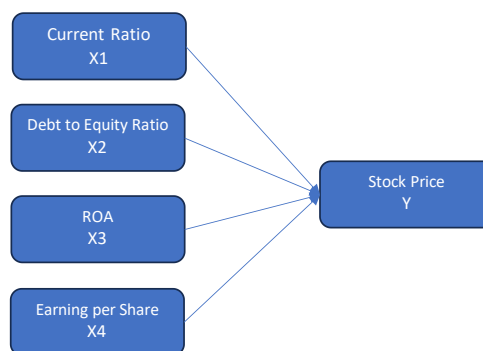 Current Ratio
X1
Debt to Equity Ratio
X2
ROA
X3
Earning per Share
X4
Stock Price
Y